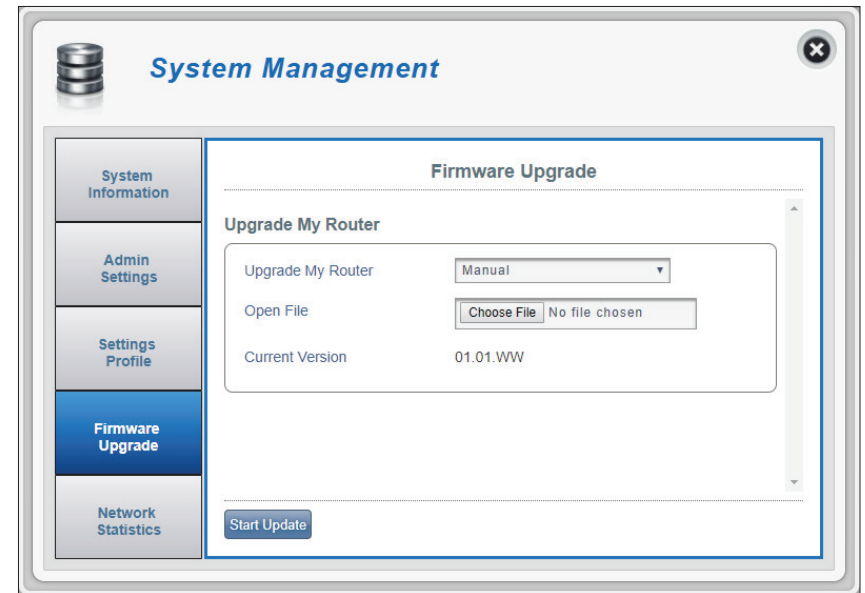 System Management
System
Information
Admin
Settings
Settings
Profile
Firmware
Upgrade
Network
Statistics
Firmware Upgrade
Upgrade My Router
Upgrade My Router Manual
Open File Choose File No file chosen
Current Version 01.01.WW
Start Update